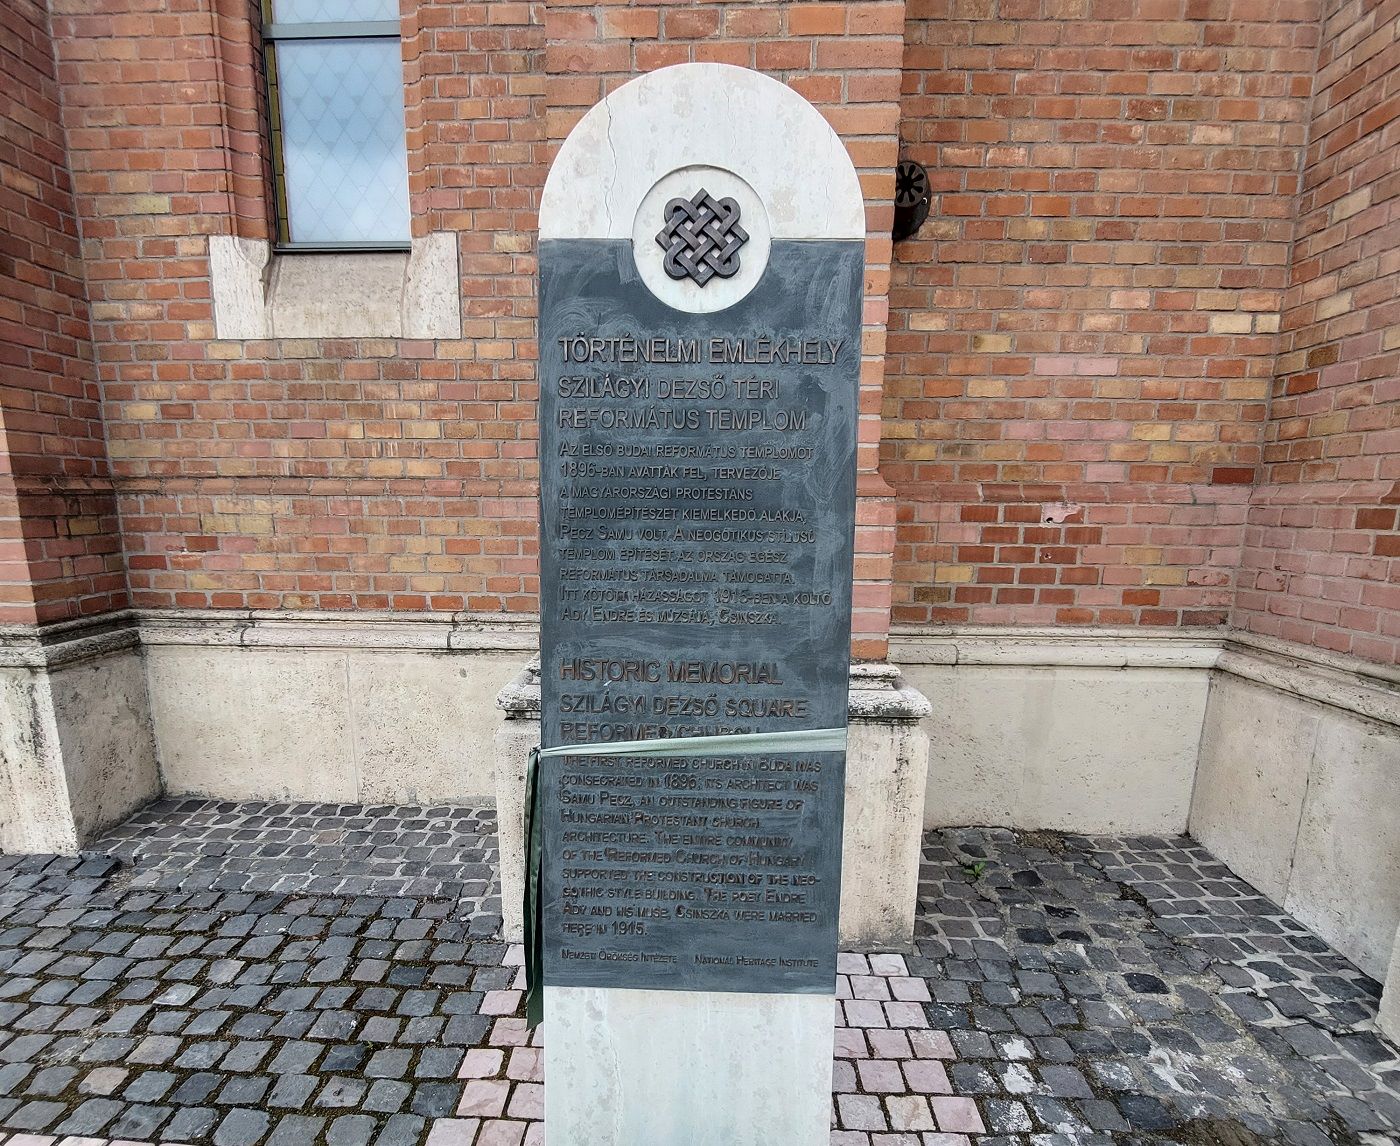 TÖRTÉNELMI EMLÉKHELY
SZILÁGYI DEZSŐ TÉRI
REFORMÁTUS TEMPLOM
AZ ELSŐ BUDAI REFORMÁTUS TEMPLOMOT
1896-BAN AVATTÁK FEL, TERVEZŐJE
A MAGYARORSZÁGI PROTESTÁNS
TEMPLOMÉPÍTÉSZET KIEMELKEDŐ ALAKJA,
PECZ SAMU VOLT. A NEOGÓTIKUS STÍLUSÚ
TEMPLOM ÉPÍTÉSÉT AZ ORSZÁG EGÉSZ
REFORMÁTUS TÁRSADALMA TÁMOGATTA.
ITT KÖTÖTT HÁZASSÁGOT 1915-BEN A KÖLTŐ
ADY ENDRE ÉS MÚZSÁJA, CSINSZKA.
HISTORIC MEMORIAL
SZILÁGYI DEZSŐ SQUARE
REFORMED CHURCH
THE FIRST REFORMED CHURCH IN BUDA WAS
CONSECRATED IN 1896; ITS ARCHITECT WAS
SAMU PECZ, AN OUTSTANDING FIGURE OF
HUNGARIAN PROTESTANT CHURCH
ARCHITECTURE. THE ENTIRE COMMUNITY
OF THE REFORMED CHURCH OF HUNGARY
SUPPORTED THE CONSTRUCTION OF THE NEO-
GOTHIC STYLE BUILDING. THE POET ENDRE
ADY AND HIS MUSE, CSINSZKA WERE MARRIED
HERE IN 1915.
NEMZETI ÖRÖKSÉG INTÉZETE NATIONAL HERITAGE INSTITUTE